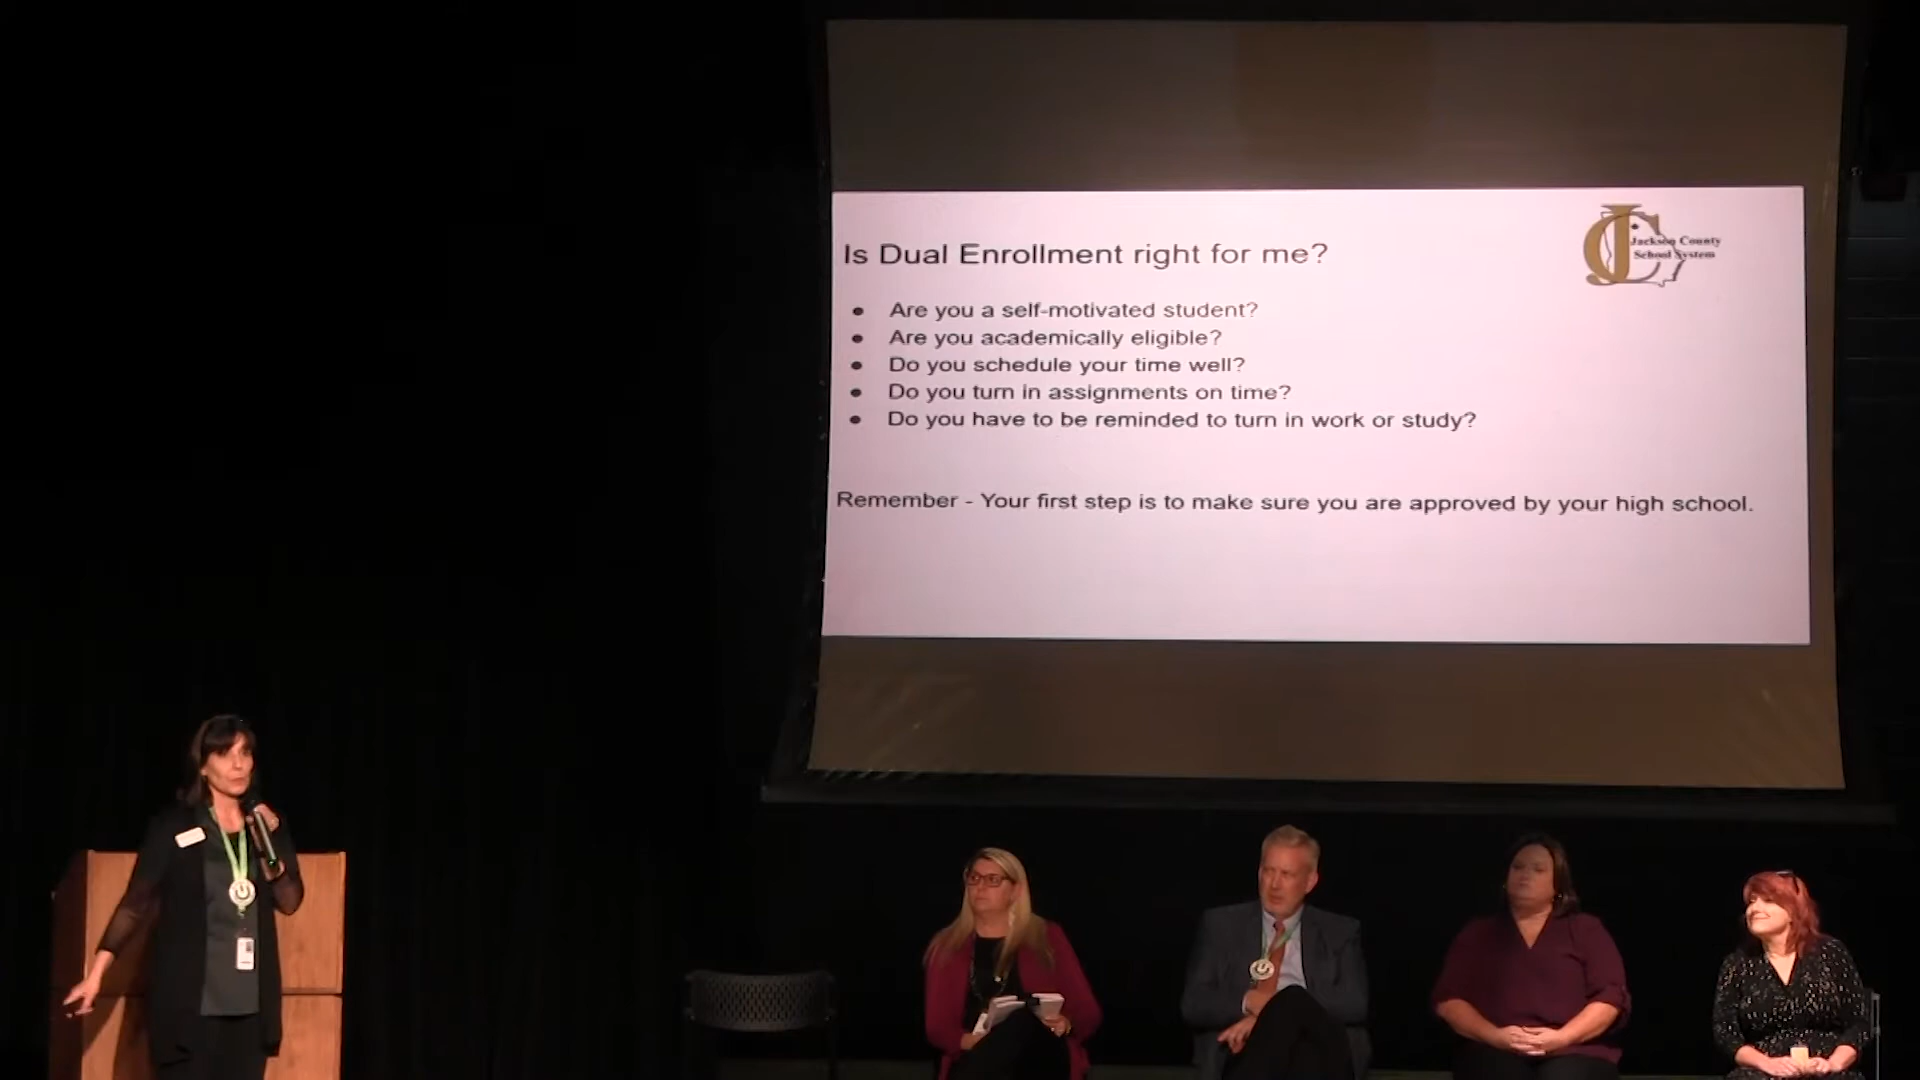 Jackson County
School System
Is Dual Enrollment right for me?
● Are you a self-motivated student?
● Are you academically eligible?
● Do you schedule your time well?
● Do you turn in assignments on time?
● Do you have to be reminded to turn in work or study?
Remember - Your first step is to make sure you are approved by your high school.